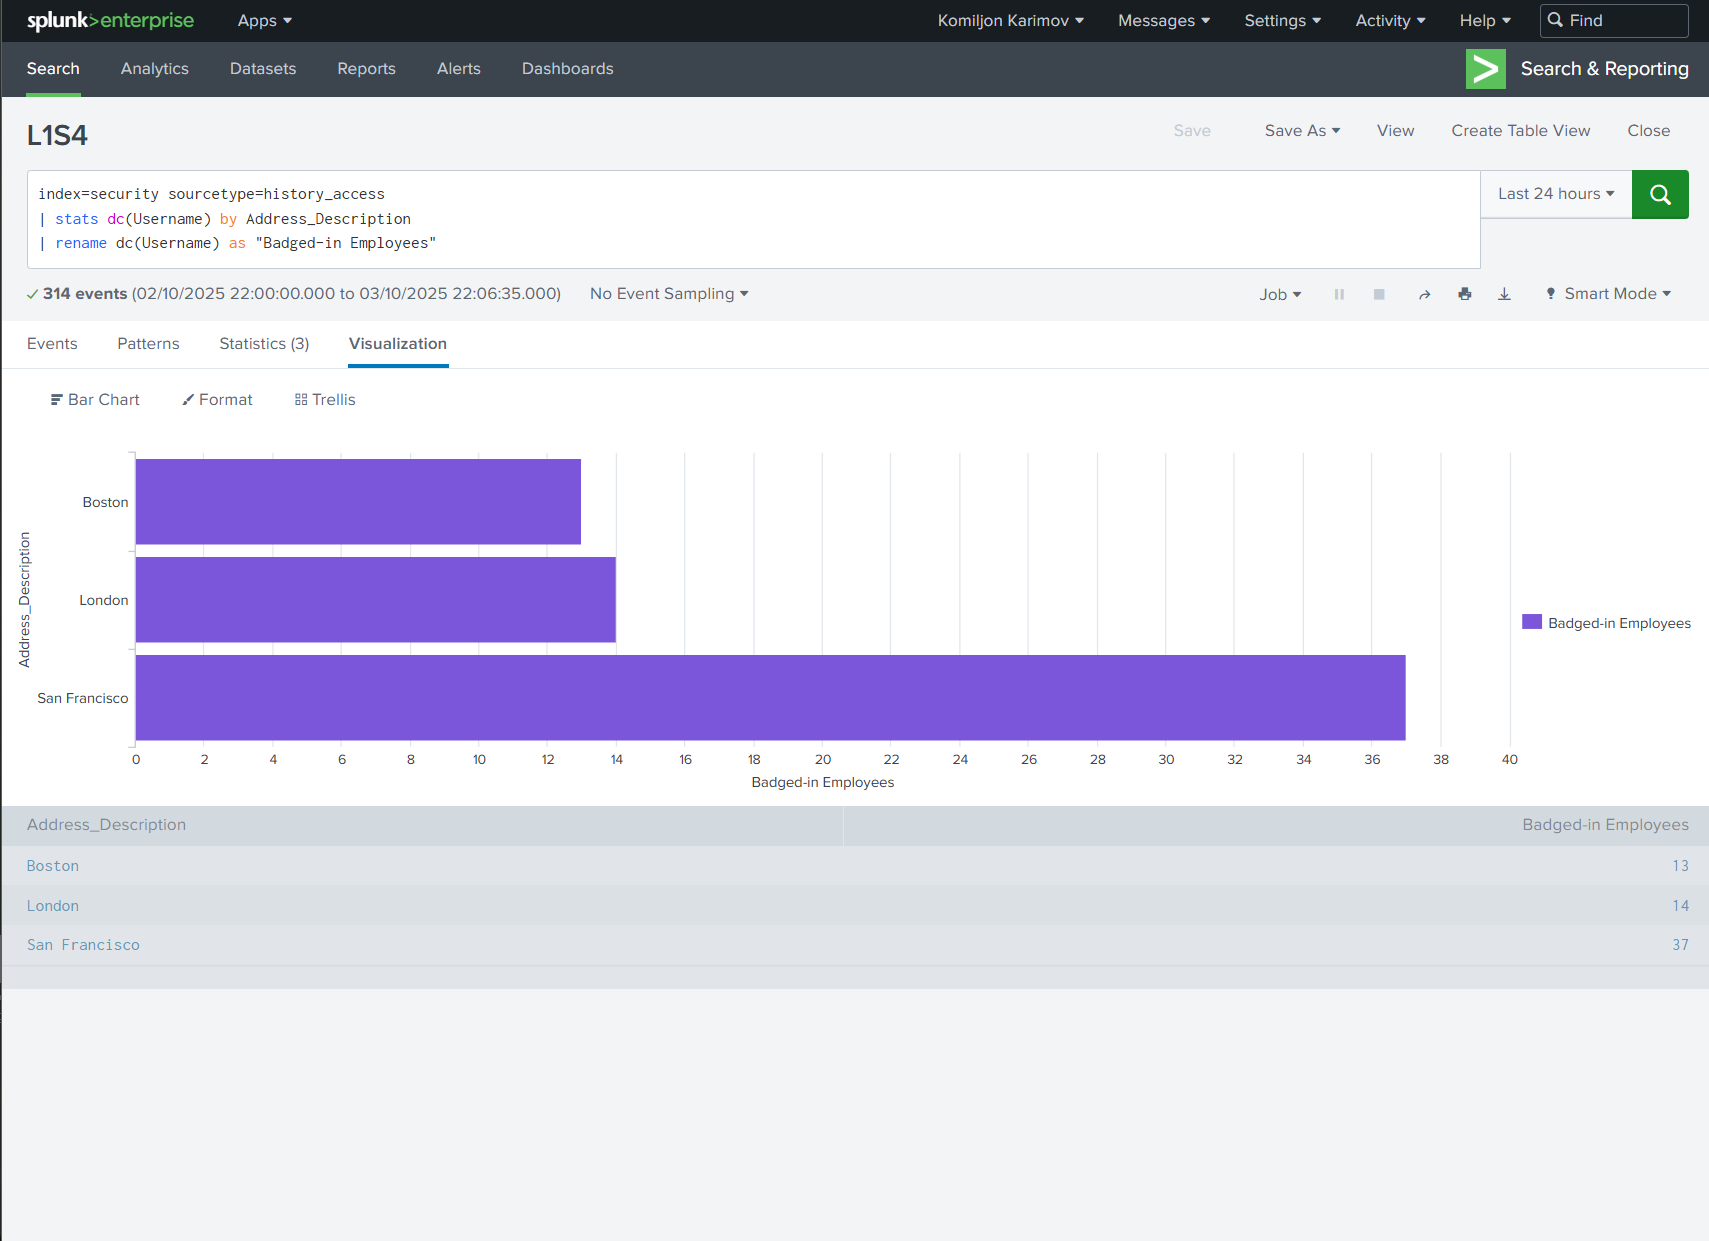 splunk>enterprise Apps Komiljon Karimov Messages Settings Activity Help Find
Search Analytics Datasets Reports Alerts Dashboards Search & Reporting
L1S4 Save Save As View Create Table View Close
index=security sourcetype=history_access Last 24 hours
| stats dc(Username) by Address_Description
| rename dc(Username) as "Badged-in Employees"
314 events (02/10/2025 22:00:00.000 to 03/10/2025 22:06:35.000) No Event Sampling Job Smart Mode
Events Patterns Statistics (3) Visualization
Bar Chart Format Trellis
Address_Description
Boston
London
San Francisco
Badged-in Employees
0 2 4 6 8 10 12 14 16 18 20 22 24 26 28 30 32 34 36 38 40
Badged-in Employees
Address_Description Badged-in Employees
Boston 13
London 14
San Francisco 37